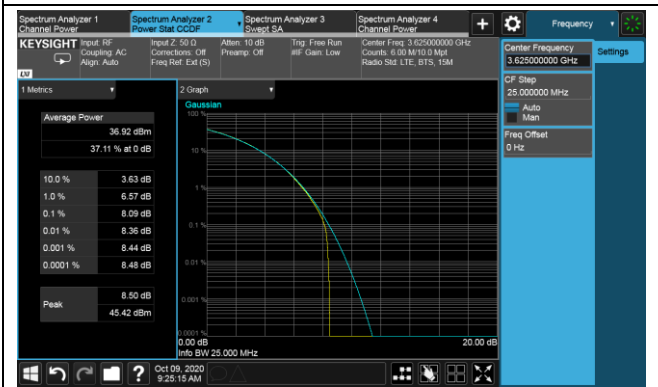 Spectrum Analyzer 1
Channel Power
Spectrum Analyzer 2
Power Stat CCDF
Spectrum Analyzer 3
Swept SA
Spectrum Analyzer 4
Channel Power
Frequency
KEYSIGHT
Input: RF
Coupling: AC
Align: Auto
Input Z: 50 Ω
Corrections: Off
Freq Ref: Ext (S)
Atten: 10 dB
Preamp: Off
Trig: Free Run
#IF Gain: Low
Center Freq: 3.625000000 GHz
Counts: 6.00 M/10.0 Mpt
Radio Std: LTE, BTS, 15M
LXI
Center Frequency
3.625000000 GHz
Settings
CF Step
25.000000 MHz
Auto
Man
Freq Offset
0 Hz
1 Metrics
Average Power
36.92 dBm
37.11 % at 0 dB
10.0 % 3.63 dB
1.0 % 6.57 dB
0.1 % 8.09 dB
0.01 % 8.36 dB
0.001 % 8.44 dB
0.0001 % 8.48 dB
Peak 8.50 dB
45.42 dBm
2 Graph
Gaussian
100 %
10 %
1 %
0.1 %
0.01 %
0.001 %
0.0001 %
0.00 dB 20.00 dB
Info BW 25.000 MHz
Oct 09, 2020
9:25:15 AM